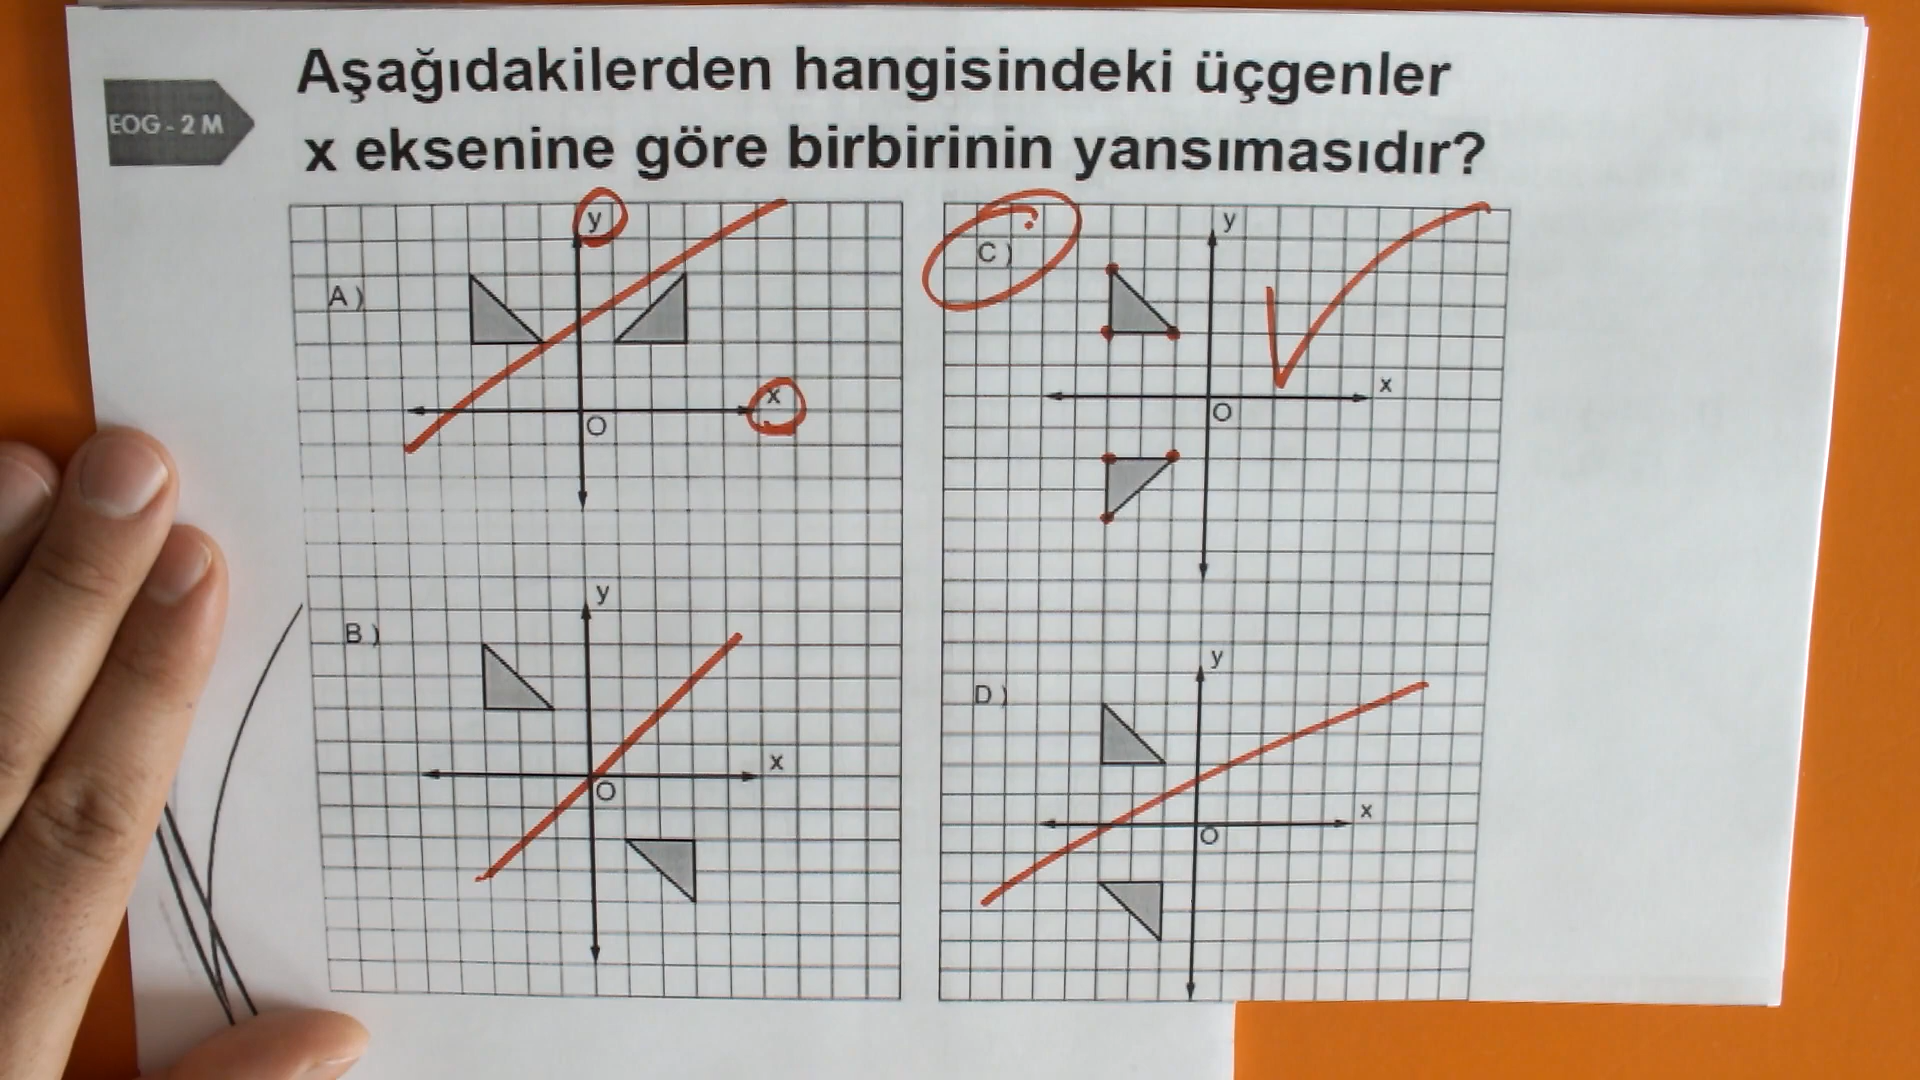 EOG - 2 M
Aşağıdakilerden hangisindeki üçgenler
x eksenine göre birbirinin yansımasıdır?
A )
y
x
O
B )
y
x
O
C )
y
x
O
D )
y
x
O